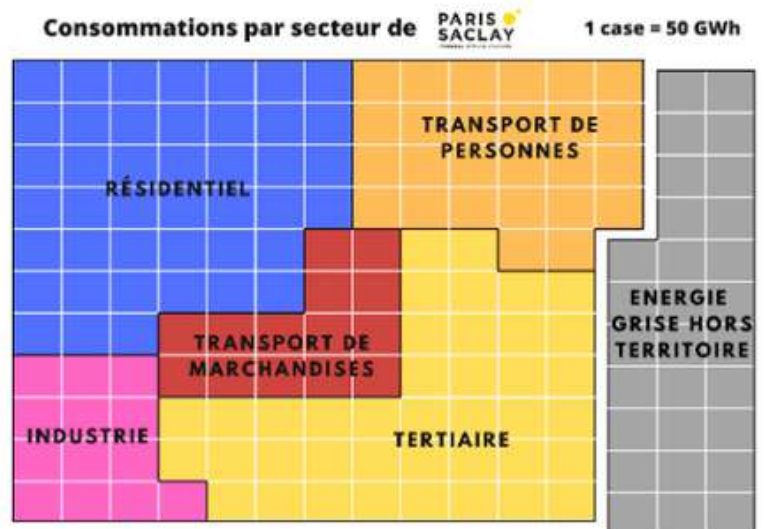 Consommations par secteur de
PARIS
SACLAY
1 case = 50 GWh
TRANSPORT DE
PERSONNES
RÉSIDENTIEL
ENERGIE
GRISE HORS
TERRITOIRE
TRANSPORT DE
MARCHANDISES
INDUSTRIE
TERTIAIRE